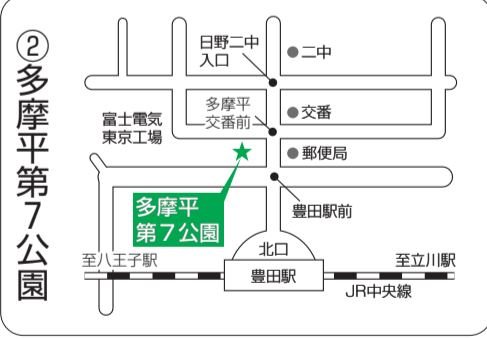 ②多摩平第7公園
日野二中
入口
二中
多摩平
交番前
交番
富士電気
東京工場
郵便局
多摩平
第7公園
豊田駅前
北口
至八王子駅
豊田駅
至立川駅
JR中央線